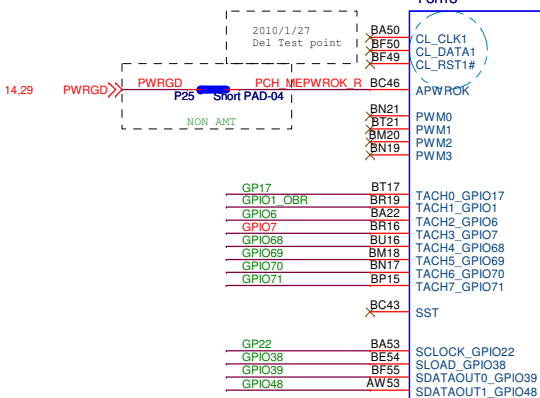 2010/1/27
Del Test point
BA50 CL_CLK1
BF50 CL_DATA1
BF49 CL_RST1#
14,29 PWRGD PWRGD PCH_MEPWROK_R BC46 APWROK
P25 Short PAD-04
NON AMT
BN21 PWM0
BT21 PWM1
BM20 PWM2
BN19 PWM3
GP17 BT17 TACH0_GPIO17
GPIO1_OBR BR19 TACH1_GPIO1
GPIO6 BA22 TACH2_GPIO6
GPIO7 BR16 TACH3_GPIO7
GPIO68 BU16 TACH4_GPIO68
GPIO69 BM18 TACH5_GPIO69
GPIO70 BN17 TACH6_GPIO70
GPIO71 BP15 TACH7_GPIO71
BC43 SST
GP22 BA53 SCLOCK_GPIO22
GPIO38 BE54 SLOAD_GPIO38
GPIO39 BF55 SDATAOUT0_GPIO39
GPIO48 AW53 SDATAOUT1_GPIO48